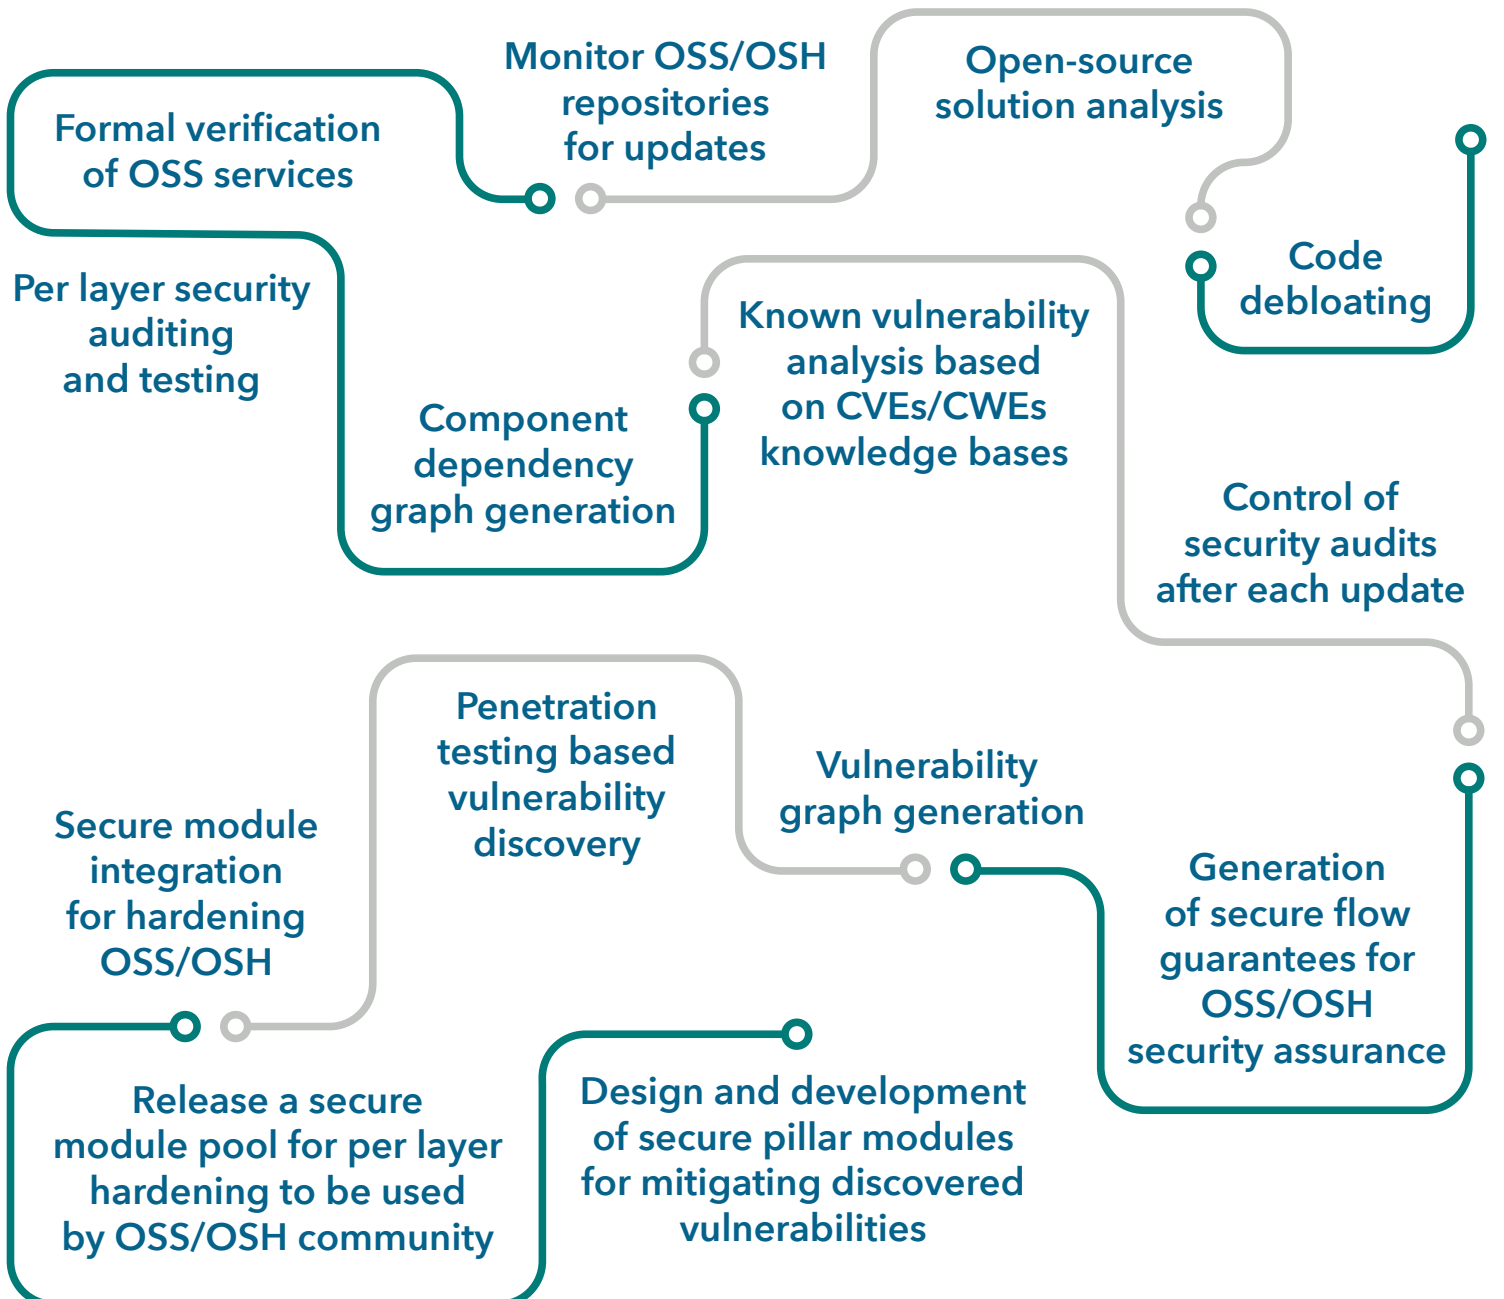 Monitor OSS/OSH
repositories
for updates
Open-source
solution analysis
Formal verification
of OSS services
Code
debloating
Per layer security
auditing
and testing
Known vulnerability
analysis based
on CVEs/CWEs
knowledge bases
Component
dependency
graph generation
Control of
security audits
after each update
Penetration
testing based
vulnerability
discovery
Vulnerability
graph generation
Secure module
integration
for hardening
OSS/OSH
Generation
of secure flow
guarantees for
OSS/OSH
security assurance
Release a secure
module pool for per layer
hardening to be used
by OSS/OSH community
Design and development
of secure pillar modules
for mitigating discovered
vulnerabilities